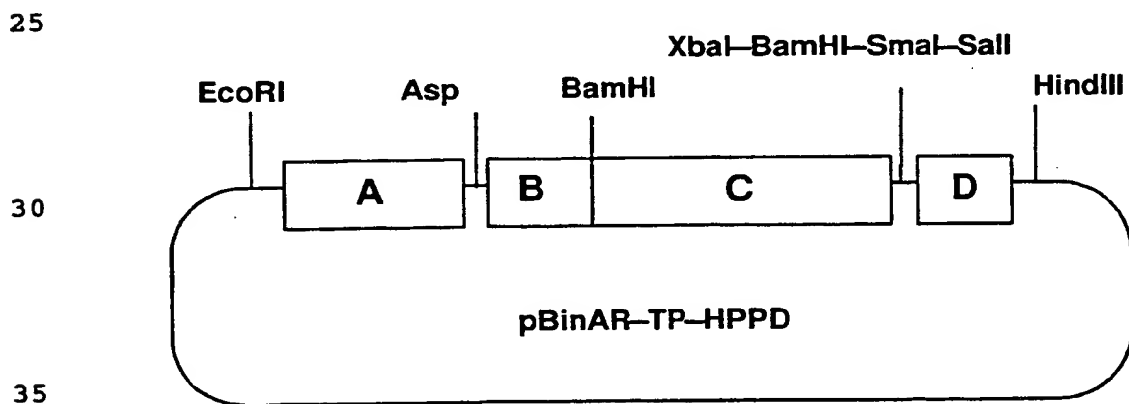 25
XbaI–BamHI–SmaI–SalI
EcoRI Asp BamHI HindIII
A B C D
30
pBinAR–TP–HPPD
35